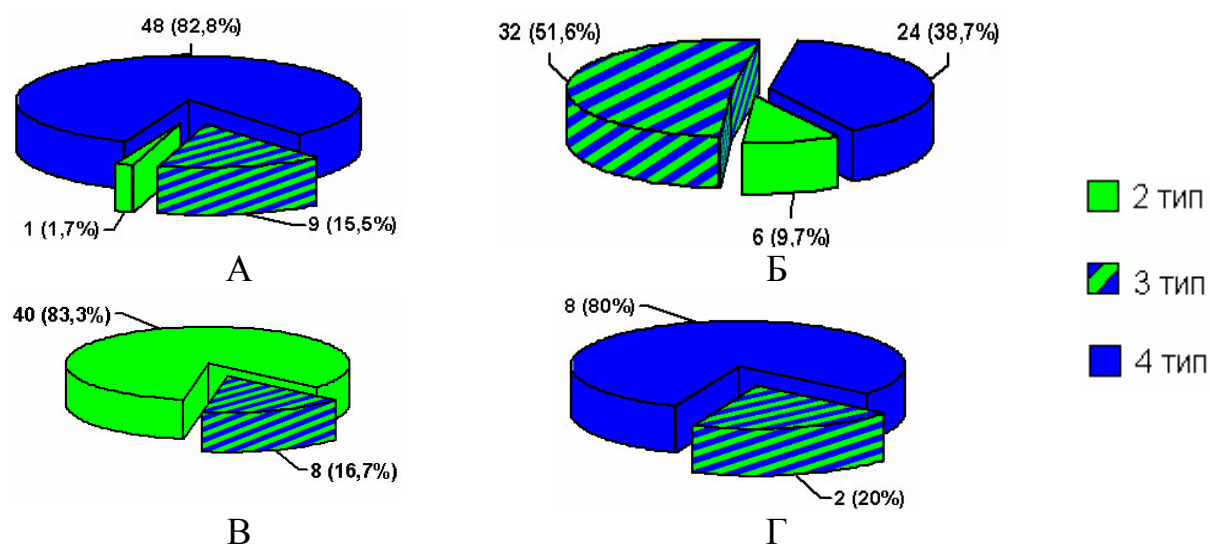 48 (82,8%)
1 (1,7%)
9 (15,5%)
А
32 (51,6%)
24 (38,7%)
6 (9,7%)
Б
40 (83,3%)
8 (16,7%)
В
8 (80%)
2 (20%)
Г
2 тип
3 тип
4 тип